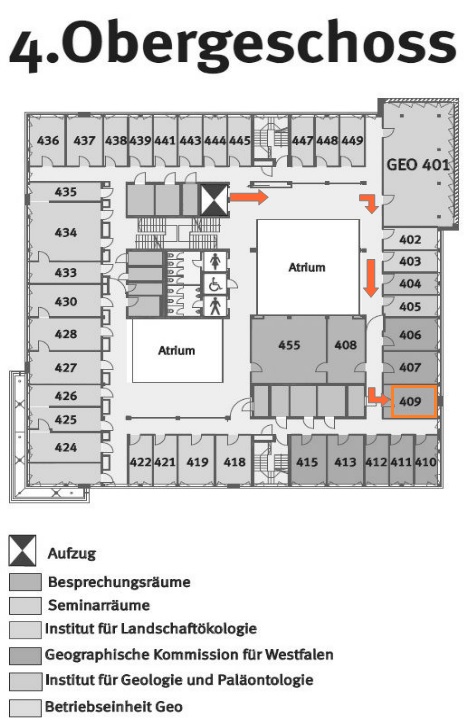 4.Obergeschoss
436 437 438 439 441 443 444 445 447 448 449
GEO 401
435
434
402
433
403
430
404
405
428
406
427
407
426
409
425
424
Atrium
Atrium
455 408
422 421 419 418 415 413 412 411 410
Aufzug
Besprechungsräume
Seminarräume
Institut für Landschaftökologie
Geographische Kommission für Westfalen
Institut für Geologie und Paläontologie
Betriebseinheit Geo